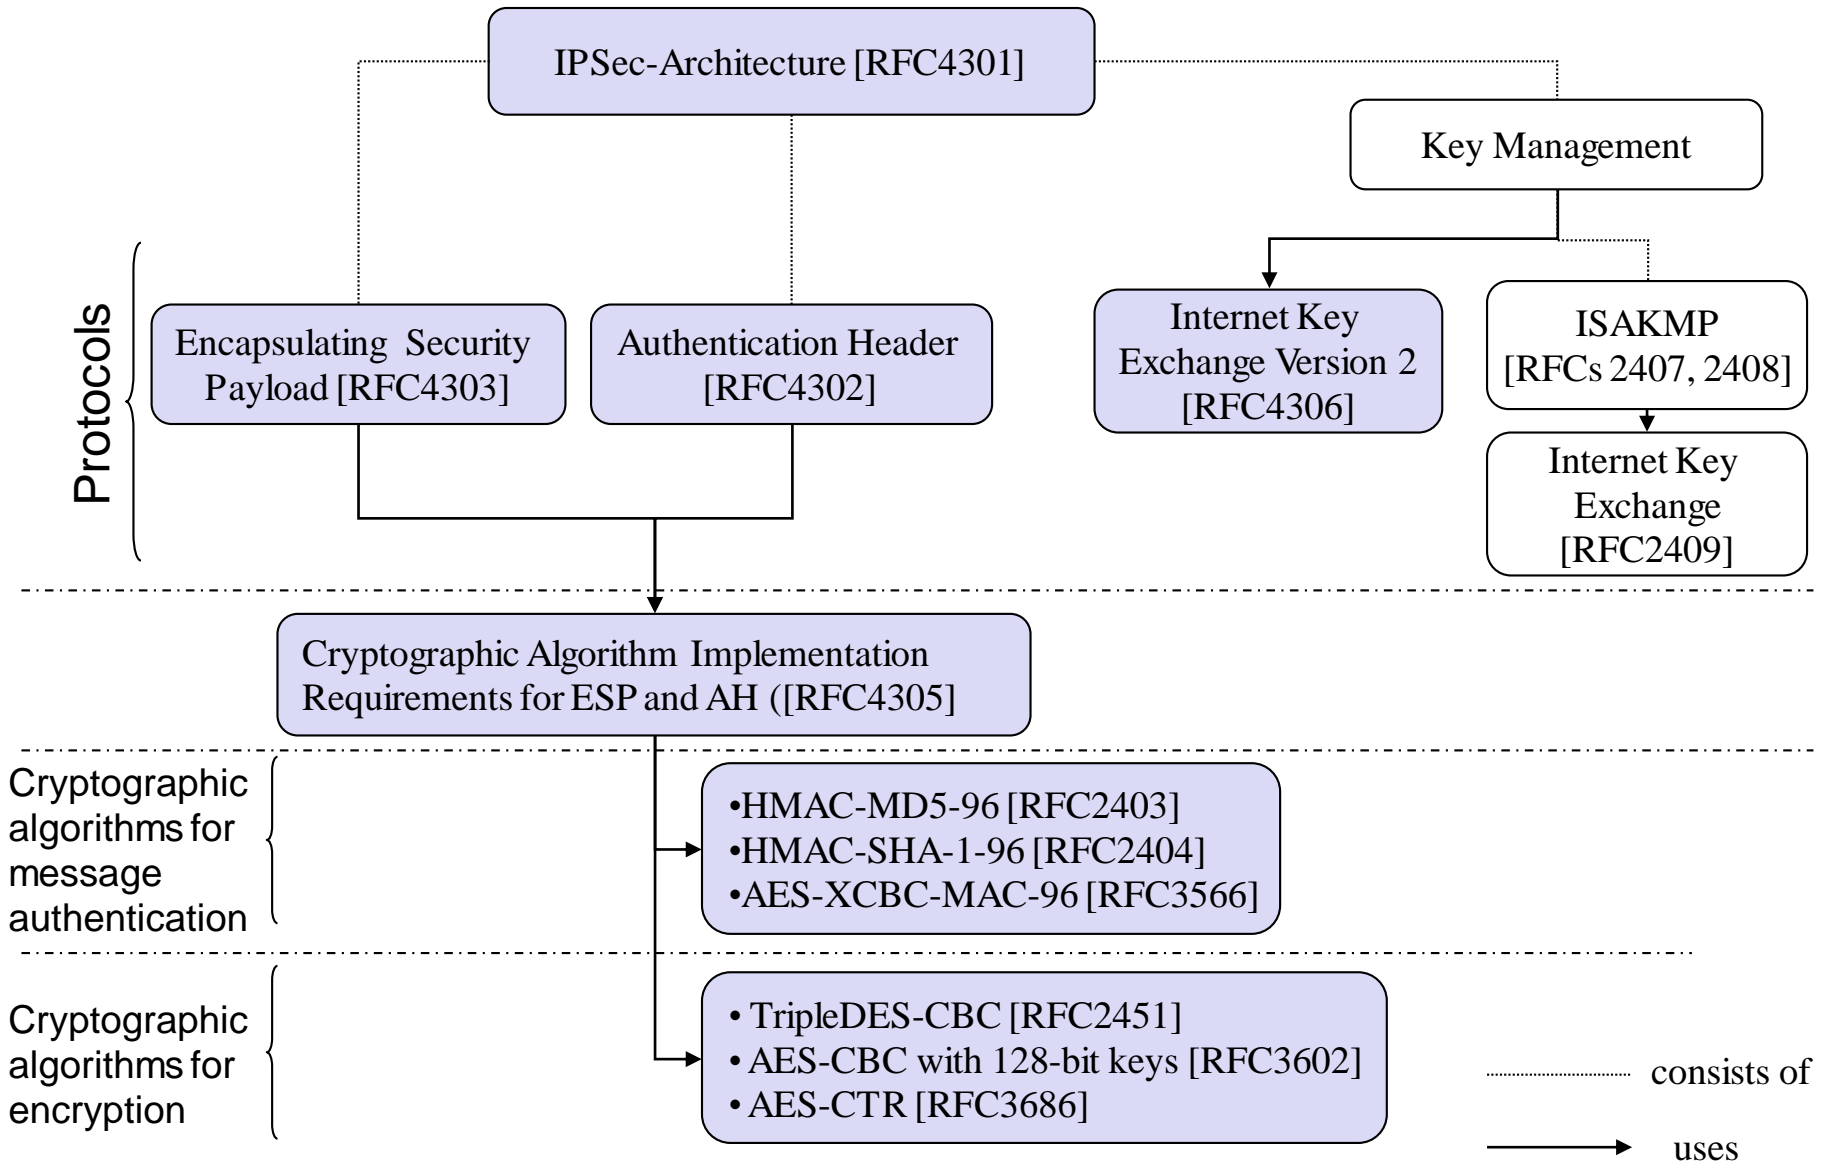 IPSec-Architecture [RFC4301]
Key Management
Protocols
Encapsulating Security
Payload [RFC4303]
Authentication Header
[RFC4302]
Internet Key
Exchange Version 2
[RFC4306]
ISAKMP
[RFCs 2407, 2408]
Internet Key
Exchange
[RFC2409]
Cryptographic Algorithm Implementation
Requirements for ESP and AH ([RFC4305]
Cryptographic
algorithms for
message
authentication
•HMAC-MD5-96 [RFC2403]
•HMAC-SHA-1-96 [RFC2404]
•AES-XCBC-MAC-96 [RFC3566]
Cryptographic
algorithms for
encryption
• TripleDES-CBC [RFC2451]
• AES-CBC with 128-bit keys [RFC3602]
• AES-CTR [RFC3686]
consists of
uses